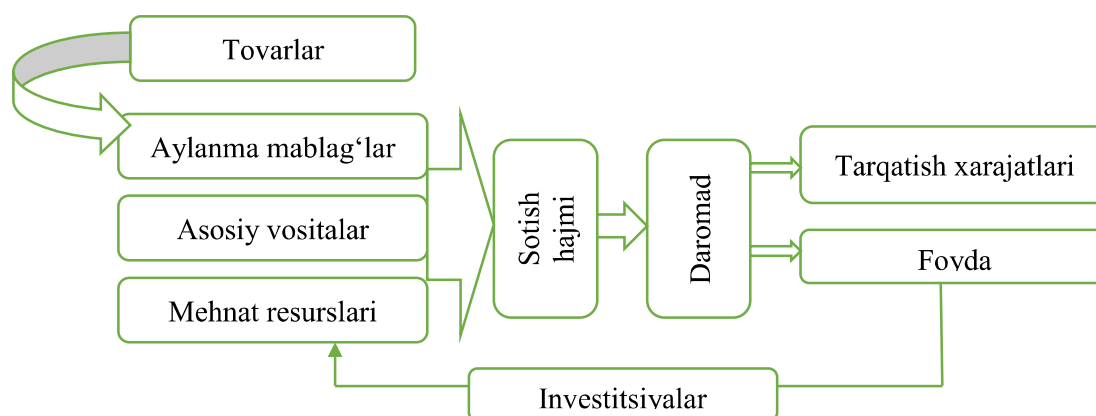 Tovarlar
Aylanma mablag‘lar
Asosiy vositalar
Mehnat resurslari
Sotish
hajmi
Daromad
Tarqatish xarajatlari
Foyda
Investitsiyalar